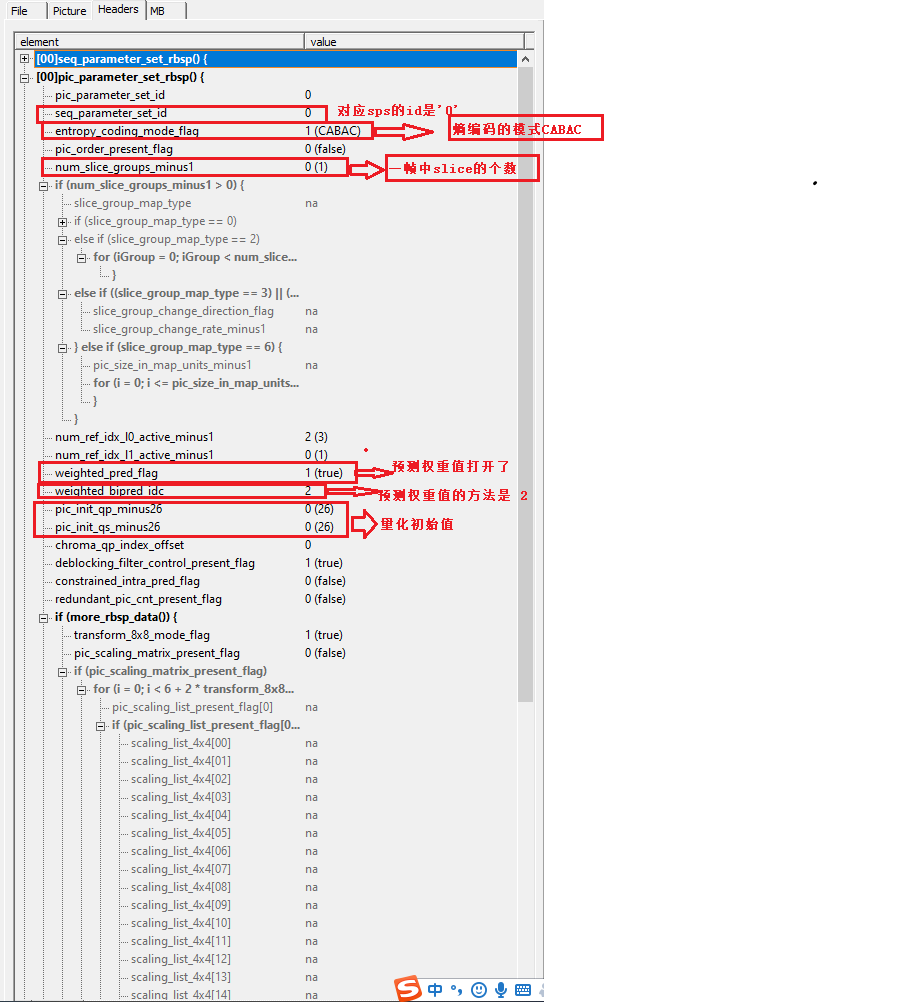 File Picture Headers MB
element value
[00]seq_parameter_set_rbsp() {
[00]pic_parameter_set_rbsp() {
pic_parameter_set_id 0
seq_parameter_set_id 0 对应sps的id是'0'
entropy_coding_mode_flag 1 (CABAC) 熵编码的模式CABAC
pic_order_present_flag 0 (false)
num_slice_groups_minus1 0 (1) 一帧中slice的个数
if (num_slice_groups_minus1 > 0) {
slice_group_map_type na
if (slice_group_map_type == 0)
else if (slice_group_map_type == 2)
for (iGroup = 0; iGroup < num_slice...
}
else if ((slice_group_map_type == 3) || (...
slice_group_change_direction_flag na
slice_group_change_rate_minus1 na
} else if (slice_group_map_type == 6) {
pic_size_in_map_units_minus1 na
for (i = 0; i <= pic_size_in_map_units...
}
}
num_ref_idx_l0_active_minus1 2 (3)
num_ref_idx_l1_active_minus1 0 (1)
weighted_pred_flag 1 (true) 预测权重值打开了
weighted_bipred_idc 2 预测权重值的方法是 2
pic_init_qp_minus26 0 (26)
pic_init_qs_minus26 0 (26) 量化初始值
chroma_qp_index_offset 0
deblocking_filter_control_present_flag 1 (true)
constrained_intra_pred_flag 0 (false)
redundant_pic_cnt_present_flag 0 (false)
if (more_rbsp_data()) {
transform_8x8_mode_flag 1 (true)
pic_scaling_matrix_present_flag 0 (false)
if (pic_scaling_matrix_present_flag)
for (i = 0; i < 6 + 2 * transform_8x8...
pic_scaling_list_present_flag[0] na
if (pic_scaling_list_present_flag[0...
scaling_list_4x4[00] na
scaling_list_4x4[01] na
scaling_list_4x4[02] na
scaling_list_4x4[03] na
scaling_list_4x4[04] na
scaling_list_4x4[05] na
scaling_list_4x4[06] na
scaling_list_4x4[07] na
scaling_list_4x4[08] na
scaling_list_4x4[09] na
scaling_list_4x4[10] na
scaling_list_4x4[11] na
scaling_list_4x4[12] na
scaling_list_4x4[13] na
scaling_list_4x4[14] na
S 中